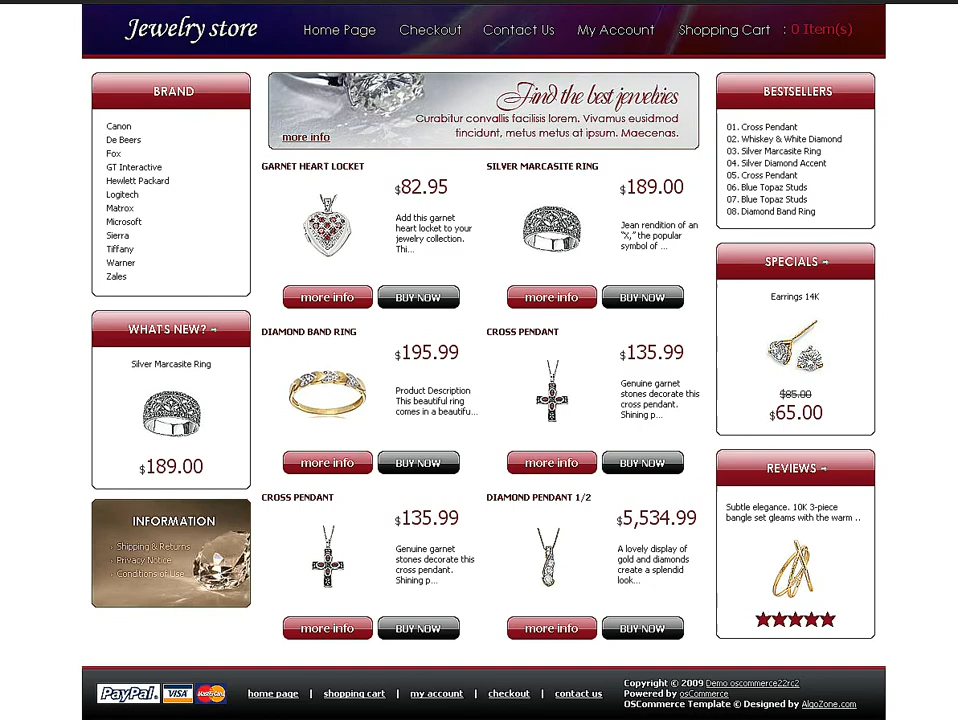 Jewelry store
Home Page
Checkout
Contact Us
My Account
Shopping Cart
: 0 Item(s)
BRAND
Canon
De Beers
Fox
GT Interactive
Hewlett Packard
Logitech
Matrox
Microsoft
Sierra
Tiffany
Warner
Zales
WHATS NEW?
Silver Marcasite Ring
$189.00
INFORMATION
Shipping & Returns
Privacy Notice
Conditions of Use
Find the best jewelries
Curabitur convallis facilisis lorem. Vivamus euismod
tincidunt, metus metus at ipsum. Maecenas.
more info
GARNET HEART LOCKET
$82.95
Add this garnet
heart locket to your
jewelry collection.
Thi...
more info
BUY NOW
SILVER MARCASITE RING
$189.00
Jean rendition of an
"X," the popular
symbol of ...
more info
BUY NOW
DIAMOND BAND RING
$195.99
Product Description
This beautiful ring
comes in a beautifu...
more info
BUY NOW
CROSS PENDANT
$135.99
Genuine garnet
stones decorate this
cross pendant.
Shining p...
more info
BUY NOW
CROSS PENDANT
$135.99
Genuine garnet
stones decorate this
cross pendant.
Shining p...
more info
BUY NOW
DIAMOND PENDANT 1/2
$5,534.99
A lovely display of
gold and diamonds
create a splendid
look...
more info
BUY NOW
BESTSELLERS
01. Cross Pendant
02. Whiskey & White Diamond
03. Silver Marcasite Ring
04. Silver Diamond Accent
05. Cross Pendant
06. Blue Topaz Studs
07. Blue Topaz Studs
08. Diamond Band Ring
SPECIALS
Earrings 14K
$85.00
$65.00
REVIEWS
Subtle elegance. 10K 3-piece
bangle set gleams with the warm ..
PayPal VISA MasterCard
home page | shopping cart | my account | checkout | contact us
Copyright © 2009 Demo oscommerce22rc2
Powered by osCommerce
OSCommerce Template © Designed by AlgoZone.com